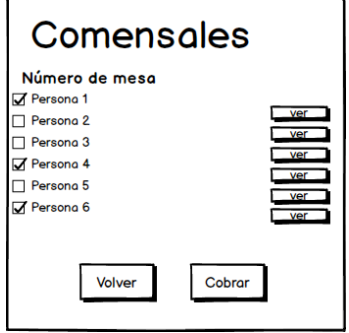 Comensales
Número de mesa
Persona 1
ver
Persona 2
ver
Persona 3
ver
Persona 4
ver
Persona 5
ver
Persona 6
ver
Volver
Cobrar